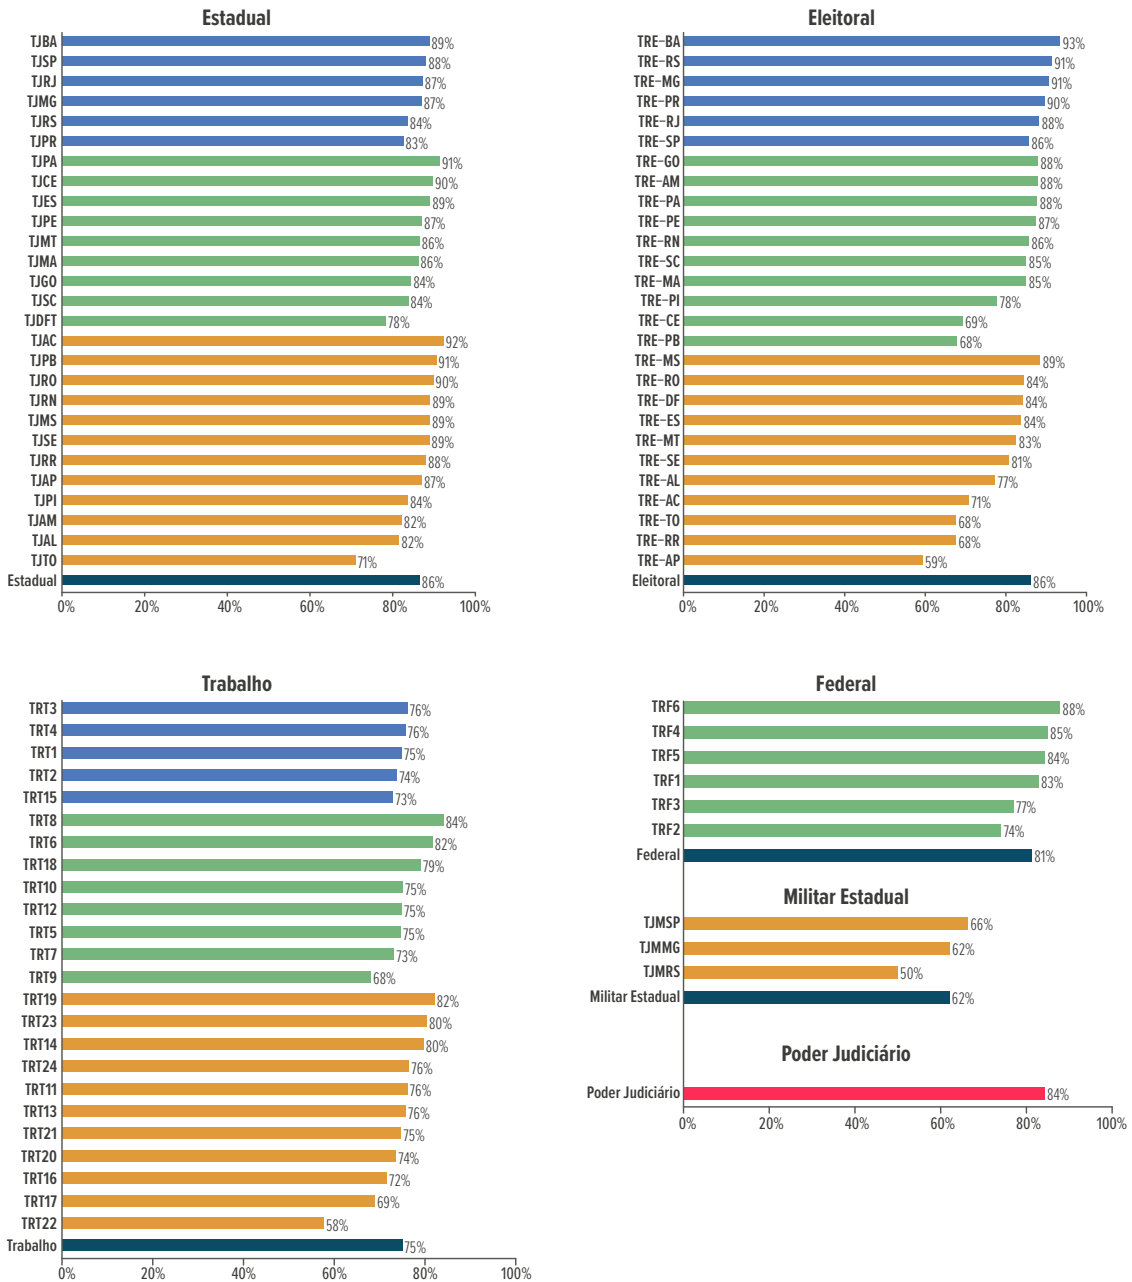 Estadual
TJBA 89%
TJSP 88%
TJRJ 87%
TJMG 87%
TJRS 84%
TJPR 83%
TJPA 91%
TJCE 90%
TJES 89%
TJPE 87%
TJMT 86%
TJMA 86%
TJGO 84%
TJSC 84%
TJDFT 78%
TJAC 92%
TJPB 91%
TJRO 90%
TJRN 89%
TJMS 89%
TJSE 89%
TJRR 88%
TJAP 87%
TJPI 84%
TJAM 82%
TJAL 82%
TJTO 71%
Estadual 86%
0% 20% 40% 60% 80% 100%
Eleitoral
TRE-BA 93%
TRE-RS 91%
TRE-MG 91%
TRE-PR 90%
TRE-RJ 88%
TRE-SP 86%
TRE-GO 88%
TRE-AM 88%
TRE-PA 88%
TRE-PE 87%
TRE-RN 86%
TRE-SC 85%
TRE-MA 85%
TRE-PI 78%
TRE-CE 69%
TRE-PB 68%
TRE-MS 89%
TRE-RO 84%
TRE-DF 84%
TRE-ES 84%
TRE-MT 83%
TRE-SE 81%
TRE-AL 77%
TRE-AC 71%
TRE-TO 68%
TRE-RR 68%
TRE-AP 59%
Eleitoral 86%
0% 20% 40% 60% 80% 100%
Trabalho
TRT3 76%
TRT4 76%
TRT1 75%
TRT2 74%
TRT15 73%
TRT8 84%
TRT6 82%
TRT18 79%
TRT10 75%
TRT12 75%
TRT5 75%
TRT7 73%
TRT9 68%
TRT19 82%
TRT23 80%
TRT14 80%
TRT24 76%
TRT11 76%
TRT13 76%
TRT21 75%
TRT20 74%
TRT16 72%
TRT17 69%
TRT22 58%
Trabalho 75%
0% 20% 40% 60% 80% 100%
Federal
TRF6 88%
TRF4 85%
TRF5 84%
TRF1 83%
TRF3 77%
TRF2 74%
Federal 81%
Militar Estadual
TJMSP 66%
TJMMG 62%
TJMRS 50%
Militar Estadual 62%
Poder Judiciário
Poder Judiciário 84%
0% 20% 40% 60% 80% 100%